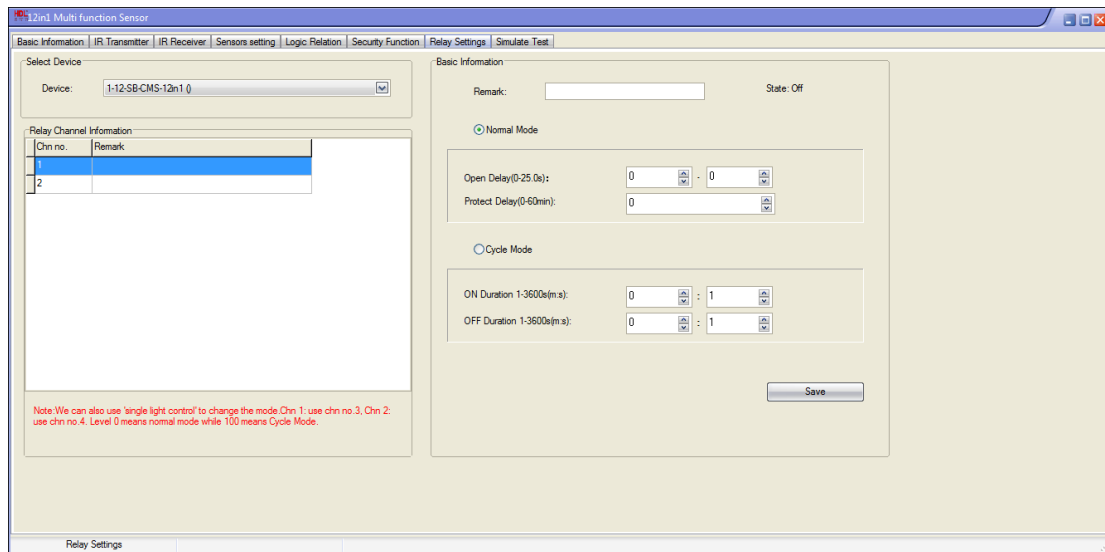 HDL 12in1 Multi function Sensor
Basic Information IR Transmitter IR Receiver Sensors setting Logic Relation Security Function Relay Settings Simulate Test
Select Device
Device: 1-12-SB-CMS-12in1 ()
Relay Channel Information
Chn no. Remark
1
2
Note:We can also use 'single light control' to change the mode.Chn 1: use chn no.3, Chn 2:
use chn no.4. Level 0 means normal mode while 100 means Cycle Mode.
Basic Information
Remark: State: Off
Normal Mode
Open Delay(0-25.0s): 0 - 0
Protect Delay(0-60min): 0
Cycle Mode
ON Duration 1-3600s(m:s): 0 : 1
OFF Duration 1-3600s(m:s): 0 : 1
Save
Relay Settings